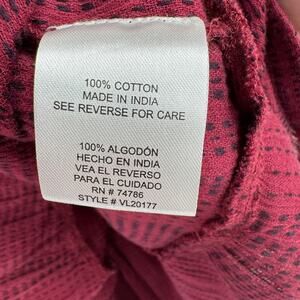 100% COTTON
MADE IN INDIA
SEE REVERSE FOR CARE
100% ALGODÓN
HECHO EN INDIA
VEA EL REVESO
PARA EL CUIDADO
RN # 74786
STYLE # VL20177